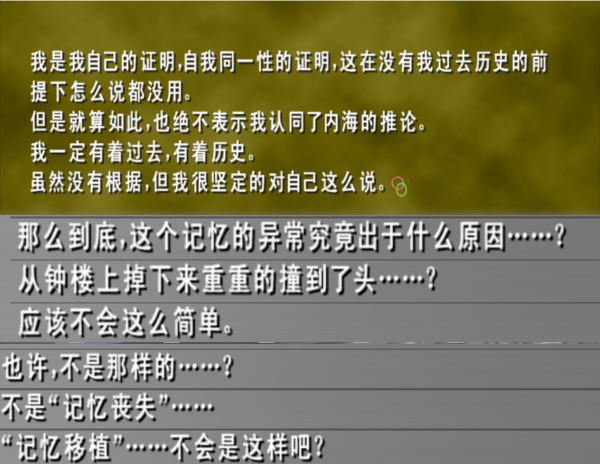 我是我自己的证明,自我同一性的证明,这在没有我过去历史的前
提下怎么说都没用。
但是就算如此,也绝不表示我认同了内海的推论。
我一定有着过去,有着历史。
虽然没有根据,但我很坚定的对自己这么说。
那么到底,这个记忆的异常究竟出于什么原因……?
从钟楼上掉下来重重的撞到了头……?
应该不会这么简单。
也许,不是那样的……?
不是“记忆丧失”……
“记忆移植”……不会是这样吧?